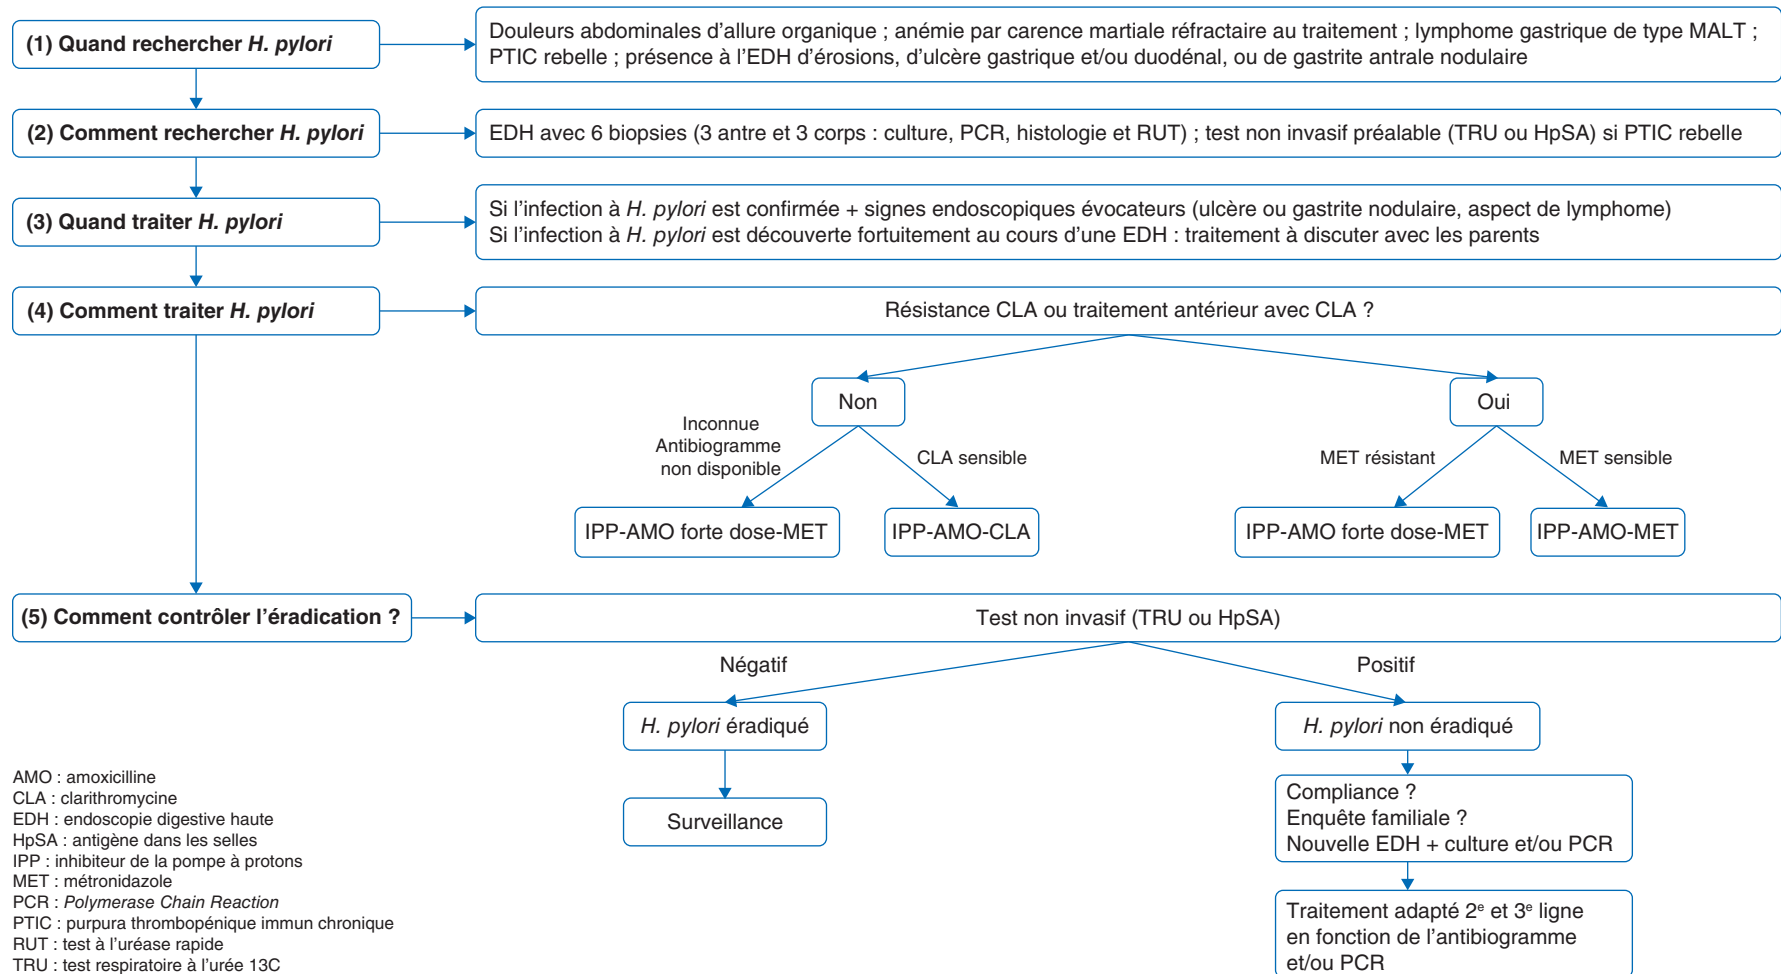 (1) Quand rechercher H. pylori
Douleurs abdominales d'allure organique ; anémie par carence martiale réfractaire au traitement ; lymphome gastrique de type MALT ;
PTIC rebelle ; présence à l'EDH d'érosions, d'ulcère gastrique et/ou duodénal, ou de gastrite antrale nodulaire
(2) Comment rechercher H. pylori
EDH avec 6 biopsies (3 antre et 3 corps : culture, PCR, histologie et RUT) ; test non invasif préalable (TRU ou HpSA) si PTIC rebelle
(3) Quand traiter H. pylori
Si l'infection à H. pylori est confirmée + signes endoscopiques évocateurs (ulcère ou gastrite nodulaire, aspect de lymphome)
Si l'infection à H. pylori est découverte fortuitement au cours d'une EDH : traitement à discuter avec les parents
(4) Comment traiter H. pylori
Résistance CLA ou traitement antérieur avec CLA ?
Non
Oui
Inconnue
Antibiogramme
non disponible
CLA sensible
MET résistant
MET sensible
IPP-AMO forte dose-MET
IPP-AMO-CLA
IPP-AMO forte dose-MET
IPP-AMO-MET
(5) Comment contrôler l'éradication ?
Test non invasif (TRU ou HpSA)
Négatif
Positif
H. pylori éradiqué
H. pylori non éradiqué
Surveillance
Compliance ?
Enquête familiale ?
Nouvelle EDH + culture et/ou PCR
Traitement adapté 2e et 3e ligne
en fonction de l'antibiogramme
et/ou PCR
AMO : amoxicilline
CLA : clarithromycine
EDH : endoscopie digestive haute
HpSA : antigène dans les selles
IPP : inhibiteur de la pompe à protons
MET : métronidazole
PCR : Polymerase Chain Reaction
PTIC : purpura thrombopénique immun chronique
RUT : test à l'uréase rapide
TRU : test respiratoire à l'urée 13C